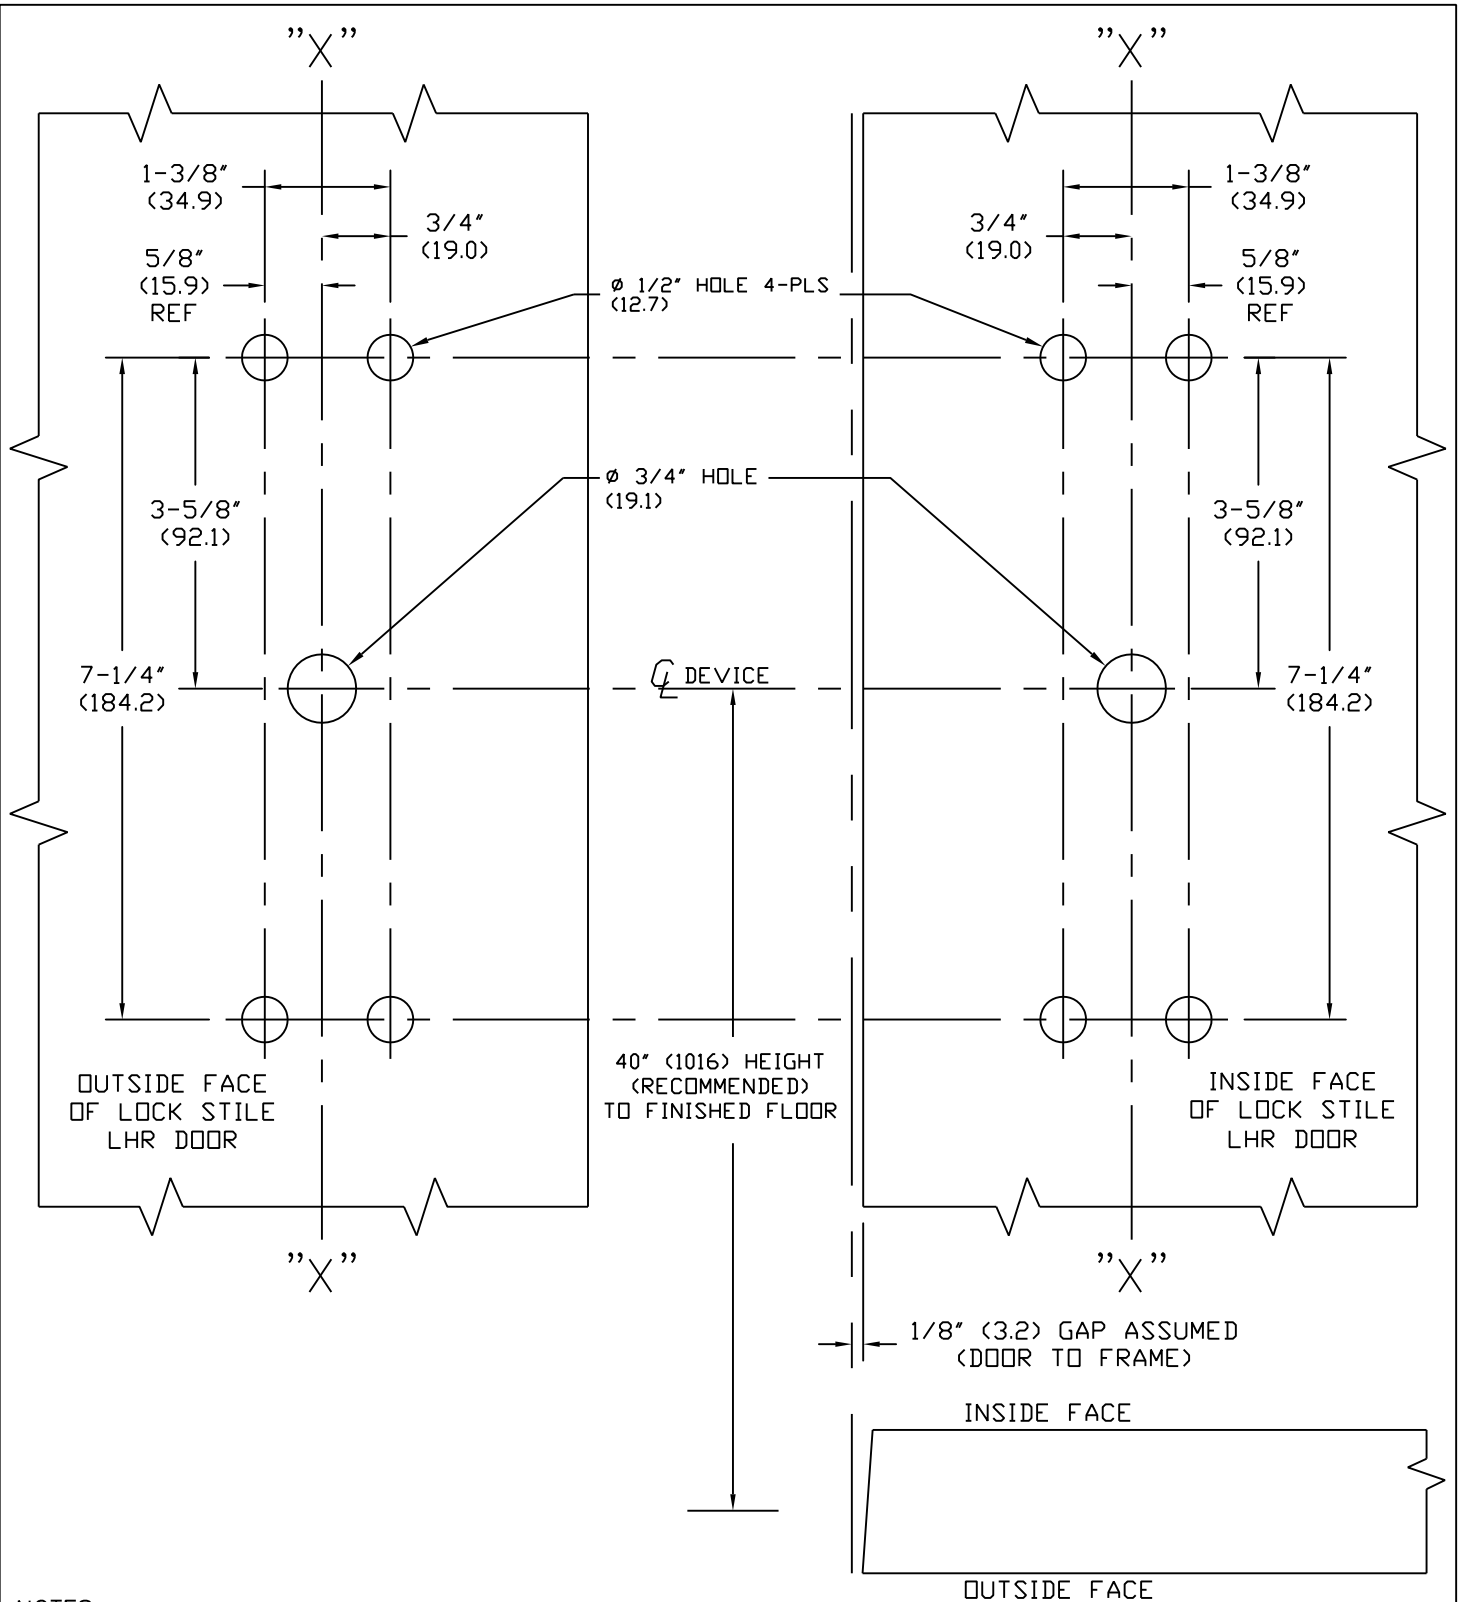 "X"
"X"
1-3/8"
(34.9)
3/4"
(19.0)
5/8"
(15.9)
REF
1-3/8"
(34.9)
3/4"
(19.0)
5/8"
(15.9)
REF
Ø 1/2" HOLE 4-PLS
(12.7)
Ø 3/4" HOLE
(19.1)
3-5/8"
(92.1)
3-5/8"
(92.1)
7-1/4"
(184.2)
℄ DEVICE
7-1/4"
(184.2)
40" (1016) HEIGHT
(RECOMMENDED)
TO FINISHED FLOOR
OUTSIDE FACE
OF LOCK STILE
LHR DOOR
INSIDE FACE
OF LOCK STILE
LHR DOOR
"X"
"X"
1/8" (3.2) GAP ASSUMED
(DOOR TO FRAME)
INSIDE FACE
OUTSIDE FACE